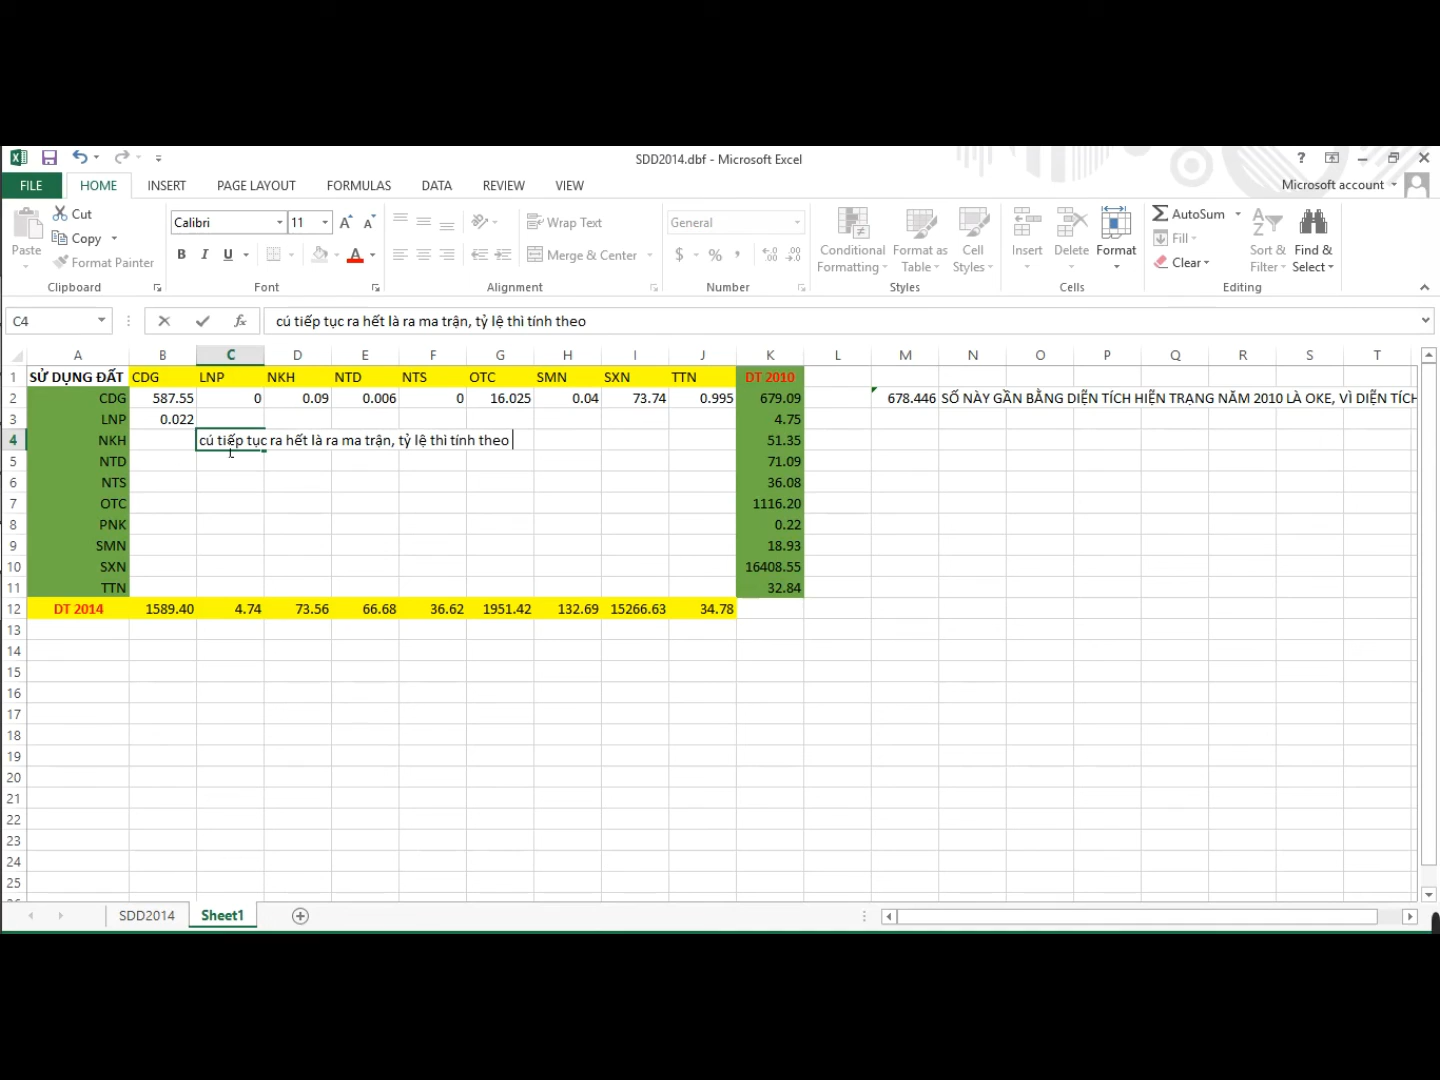 SDD2014.dbf - Microsoft Excel
FILE HOME INSERT PAGE LAYOUT FORMULAS DATA REVIEW VIEW Microsoft account
Paste Cut Copy Format Painter Clipboard
Calibri 11 B I U Font
Wrap Text Merge & Center Alignment
General $ % , Number
Conditional Formatting Format as Table Cell Styles Styles
Insert Delete Format Cells
AutoSum Fill Clear Sort & Filter Find & Select Editing
C4 fx cú tiếp tục ra hết là ra ma trận, tỷ lệ thì tính theo
A B C D E F G H I J K L M N O P Q R S T
1 SỬ DỤNG ĐẤT CDG LNP NKH NTD NTS OTC SMN SXN TTN DT 2010
2 CDG 587.55 0 0.09 0.006 0 16.025 0.04 73.74 0.995 679.09 678.446 SỐ NÀY GẦN BẰNG DIỆN TÍCH HIỆN TRẠNG NĂM 2010 LÀ OKE, VÌ DIỆN TÍCH
3 LNP 0.022 4.75
4 NKH cú tiếp tục ra hết là ra ma trận, tỷ lệ thì tính theo 51.35
5 NTD 71.09
6 NTS 36.08
7 OTC 1116.20
8 PNK 0.22
9 SMN 18.93
10 SXN 16408.55
11 TTN 32.84
12 DT 2014 1589.40 4.74 73.56 66.68 36.62 1951.42 132.69 15266.63 34.78
13
14
15
16
17
18
19
20
21
22
23
24
25
SDD2014 Sheet1